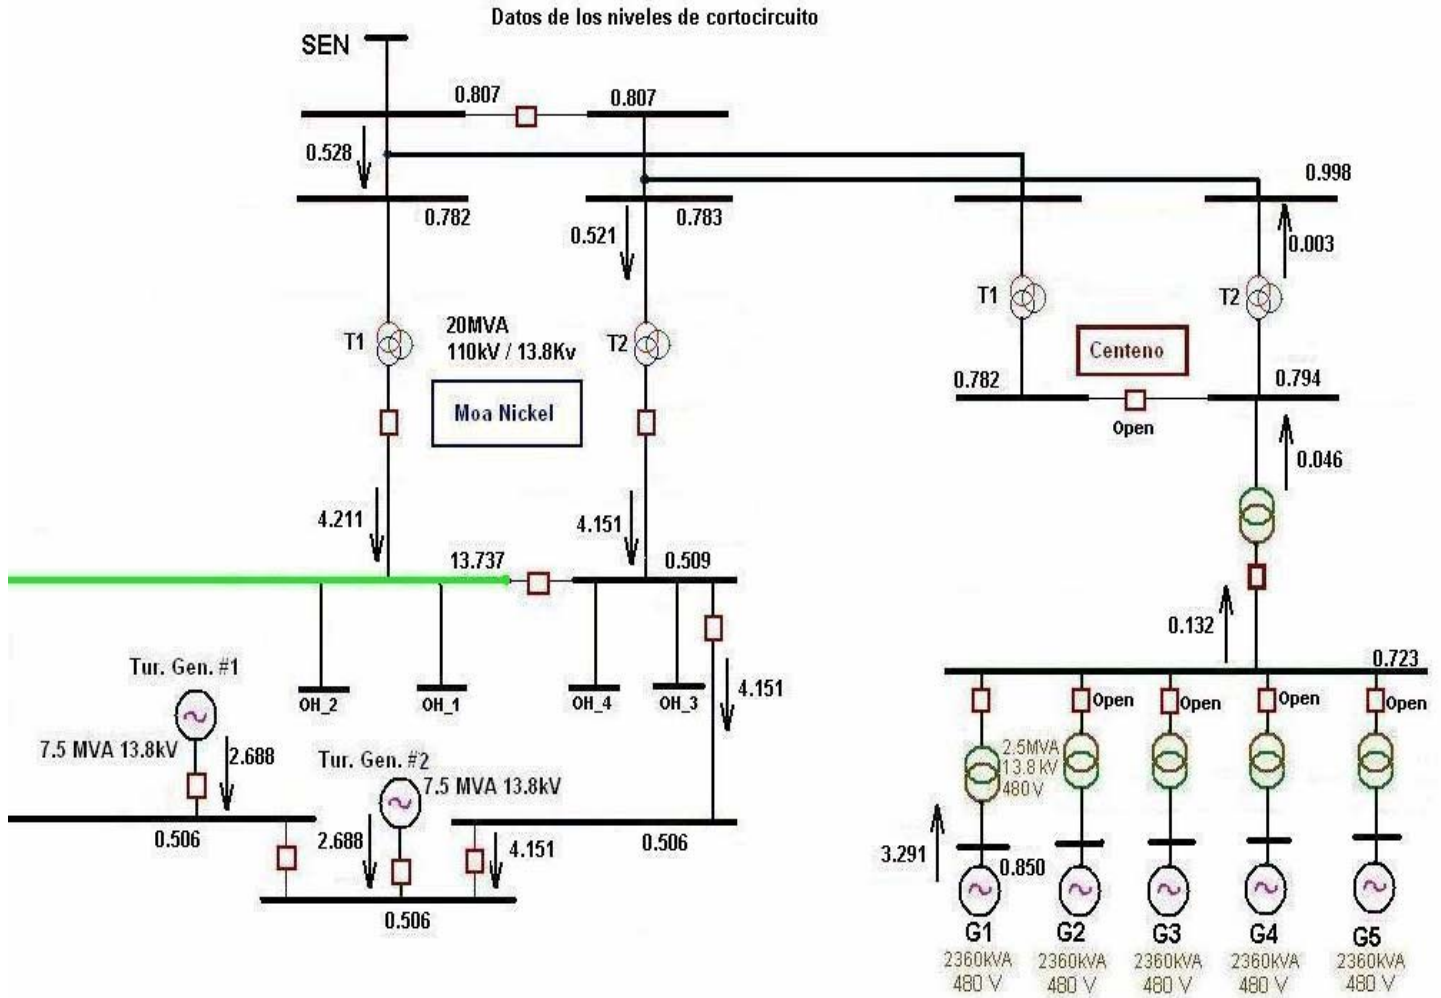 Datos de los niveles de cortocircuito
SEN
0.807
0.807
0.528
0.998
0.782
0.783
0.521
0.003
T1
20MVA
110kV / 13.8Kv
T2
T1
T2
Centeno
Moa Nickel
0.782
0.794
Open
0.046
4.211
4.151
13.737
0.509
0.132
0.723
Tur. Gen. #1
OH_2
OH_1
OH_4
OH_3
4.151
Open
Open
Open
Open
7.5 MVA 13.8kV
2.688
Tur. Gen. #2
7.5 MVA 13.8kV
2.5MVA
13.8 kV
480 V
0.506
2.688
4.151
0.506
3.291
0.850
0.506
G1
G2
G3
G4
G5
2360kVA
480 V
2360kVA
480 V
2360kVA
480 V
2360kVA
480 V
2360kVA
480 V